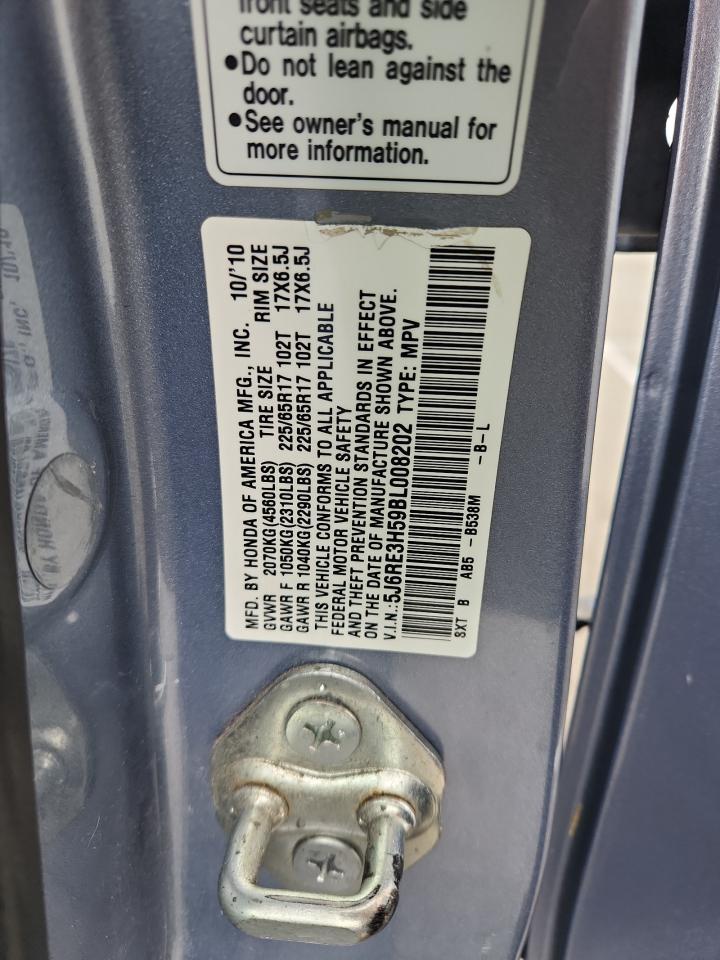 front seats and side
curtain airbags.
•Do not lean against the
door.
•See owner's manual for
more information.
MFD. BY HONDA OF AMERICA MFG., INC. 10/'10
GVWR 2070KG(4560LBS) TIRE SIZE RIM SIZE
GAWR F 1050KG(2310LBS) 225/65R17 102T 17X6.5J
GAWR R 1040KG(2290LBS) 225/65R17 102T 17X6.5J
THIS VEHICLE CONFORMS TO ALL APPLICABLE
FEDERAL MOTOR VEHICLE SAFETY
AND THEFT PREVENTION STANDARDS IN EFFECT
ON THE DATE OF MANUFACTURE SHOWN ABOVE.
V.I.N.:5J6RE3H59BL008202 TYPE: MPV
SXT B AB5 -B538M -B-L